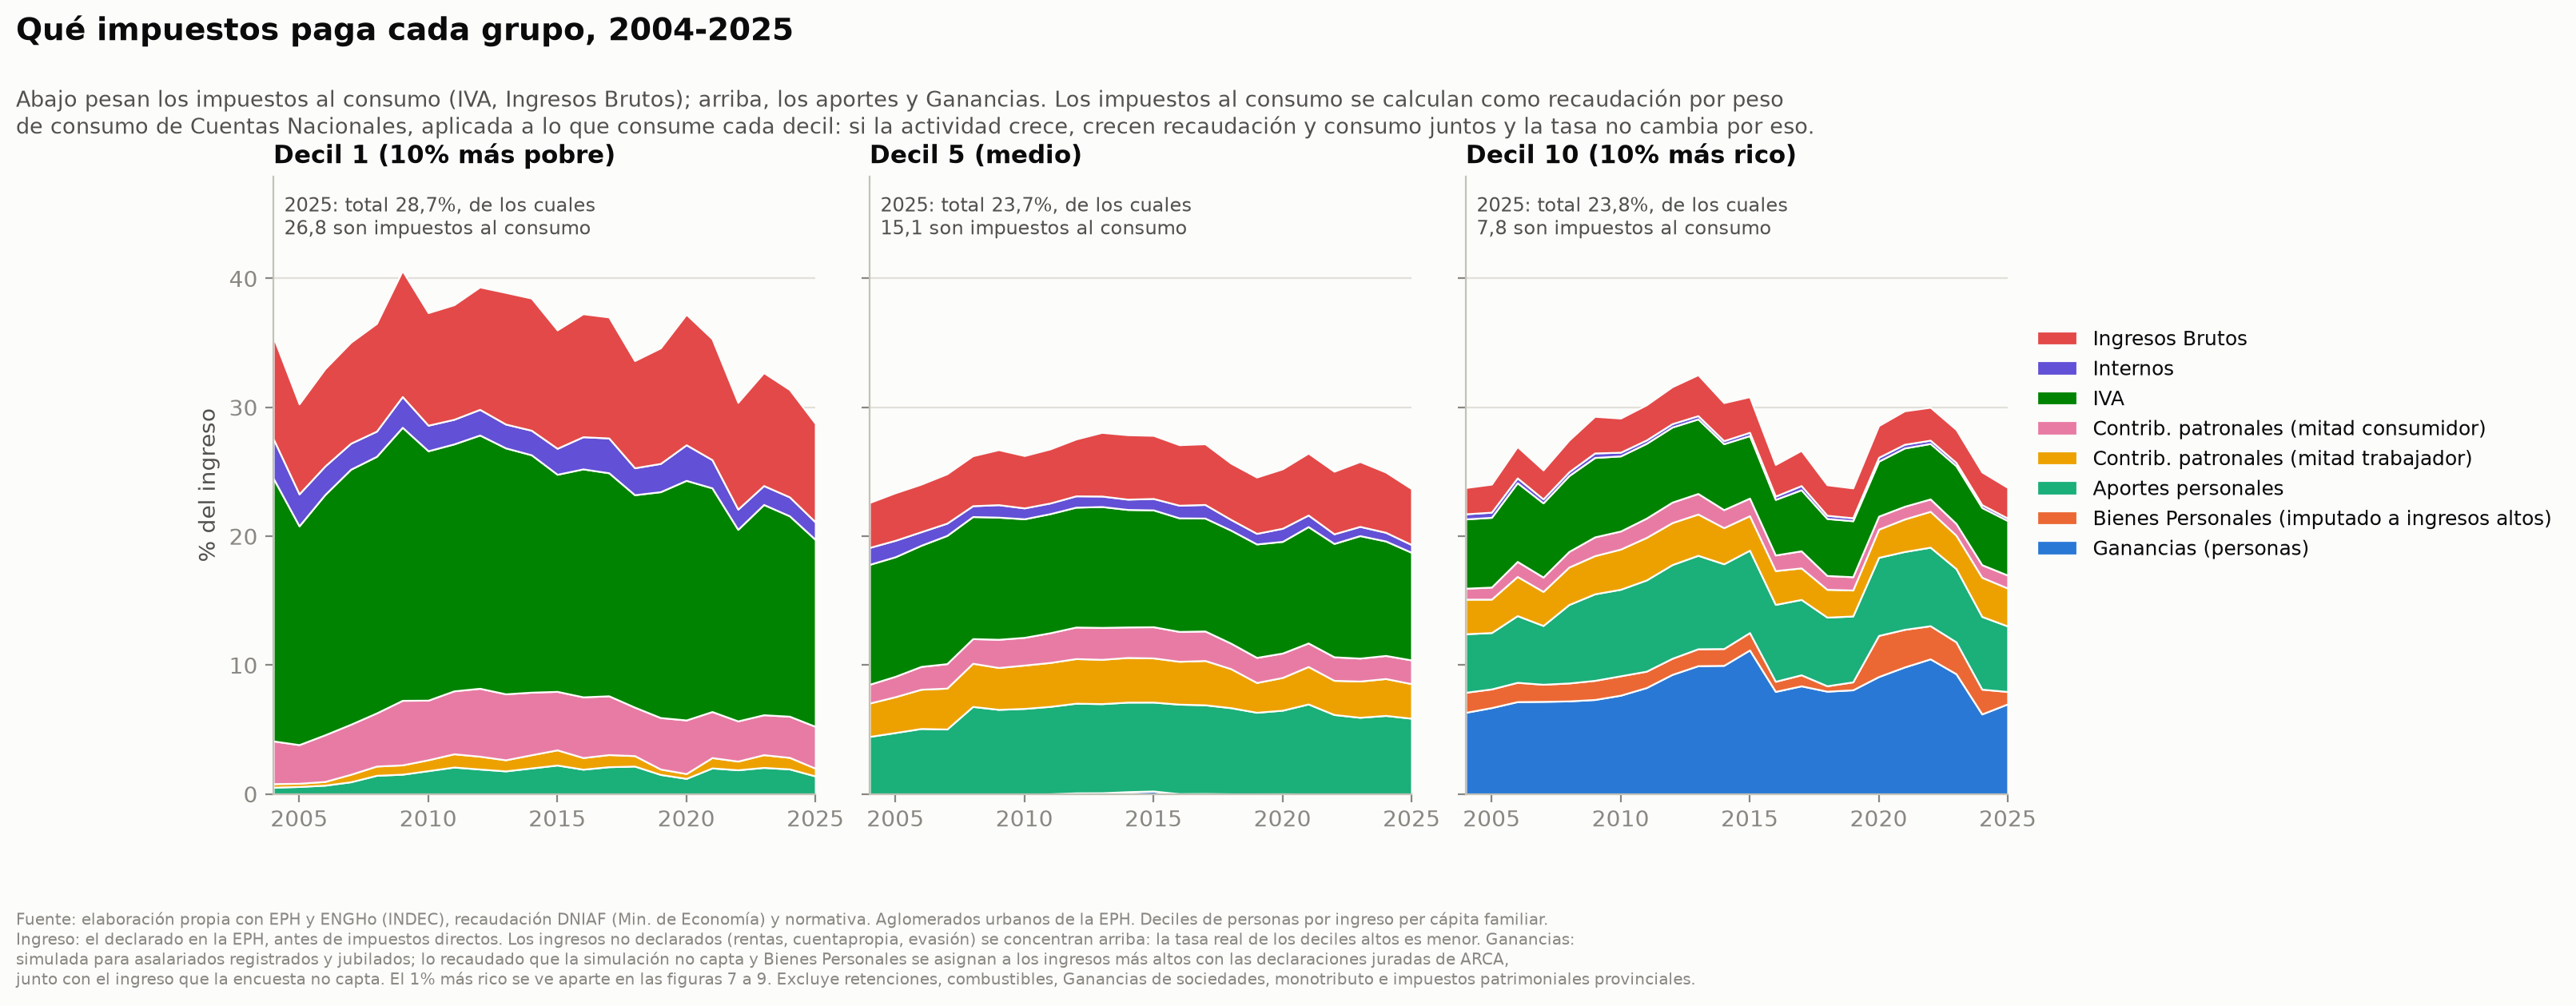 Qué impuestos paga cada grupo, 2004-2025
Abajo pesan los impuestos al consumo (IVA, Ingresos Brutos); arriba, los aportes y Ganancias. Los impuestos al consumo se calculan como recaudación por peso
de consumo de Cuentas Nacionales, aplicada a lo que consume cada decil: si la actividad crece, crecen recaudación y consumo juntos y la tasa no cambia por eso.
Decil 1 (10% más pobre)
2025: total 28,7%, de los cuales
26,8 son impuestos al consumo
% del ingreso
40
30
20
10
0
2005 2010 2015 2020 2025
Decil 5 (medio)
2025: total 23,7%, de los cuales
15,1 son impuestos al consumo
2005 2010 2015 2020 2025
Decil 10 (10% más rico)
2025: total 23,8%, de los cuales
7,8 son impuestos al consumo
2005 2010 2015 2020 2025
Ingresos Brutos
Internos
IVA
Contrib. patronales (mitad consumidor)
Contrib. patronales (mitad trabajador)
Aportes personales
Bienes Personales (imputado a ingresos altos)
Ganancias (personas)
Fuente: elaboración propia con EPH y ENGHo (INDEC), recaudación DNIAF (Min. de Economía) y normativa. Aglomerados urbanos de la EPH. Deciles de personas por ingreso per cápita familiar.
Ingreso: el declarado en la EPH, antes de impuestos directos. Los ingresos no declarados (rentas, cuentapropia, evasión) se concentran arriba: la tasa real de los deciles altos es menor. Ganancias:
simulada para asalariados registrados y jubilados; lo recaudado que la simulación no capta y Bienes Personales se asignan a los ingresos más altos con las declaraciones juradas de ARCA,
junto con el ingreso que la encuesta no capta. El 1% más rico se ve aparte en las figuras 7 a 9. Excluye retenciones, combustibles, Ganancias de sociedades, monotributo e impuestos patrimoniales provinciales.